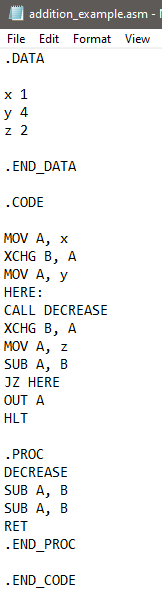 addition_example.asm -
File Edit Format View
.DATA
x 1
y 4
z 2
.END_DATA
.CODE
MOV A, x
XCHG B, A
MOV A, y
HERE:
CALL DECREASE
XCHG B, A
MOV A, z
SUB A, B
JZ HERE
OUT A
HLT
.PROC
DECREASE
SUB A, B
SUB A, B
RET
.END_PROC
.END_CODE